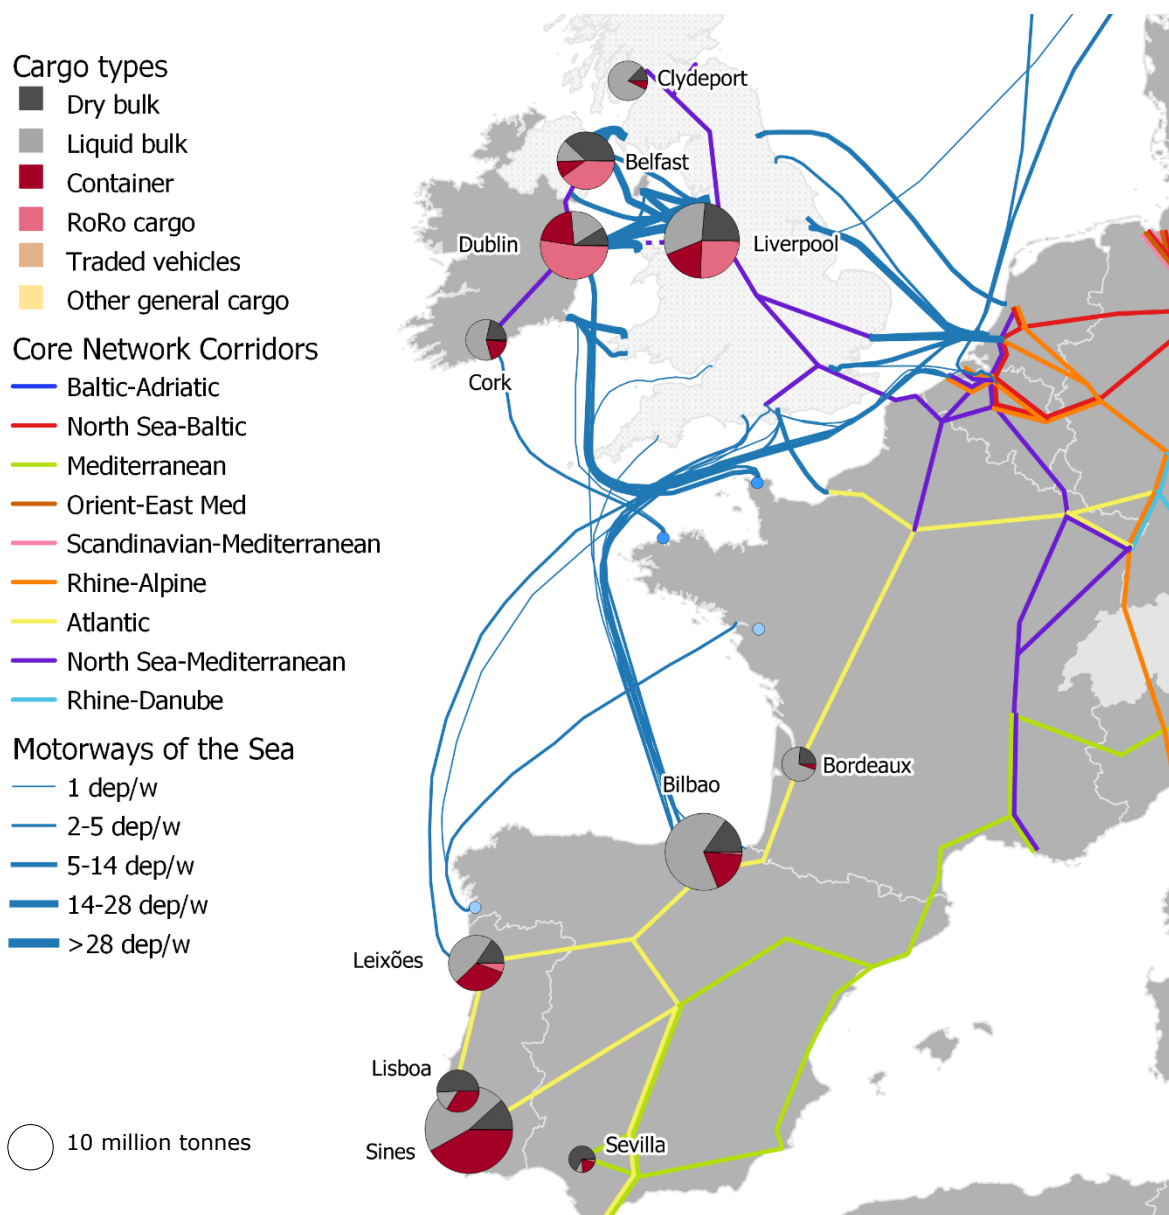 Cargo types
Dry bulk
Liquid bulk
Container
RoRo cargo
Traded vehicles
Other general cargo
Core Network Corridors
Baltic-Adriatic
North Sea-Baltic
Mediterranean
Orient-East Med
Scandinavian-Mediterranean
Rhine-Alpine
Atlantic
North Sea-Mediterranean
Rhine-Danube
Motorways of the Sea
1 dep/w
2-5 dep/w
5-14 dep/w
14-28 dep/w
>28 dep/w
10 million tonnes
Clydeport
Belfast
Dublin
Liverpool
Cork
Bordeaux
Bilbao
Leixões
Lisboa
Sines
Sevilla